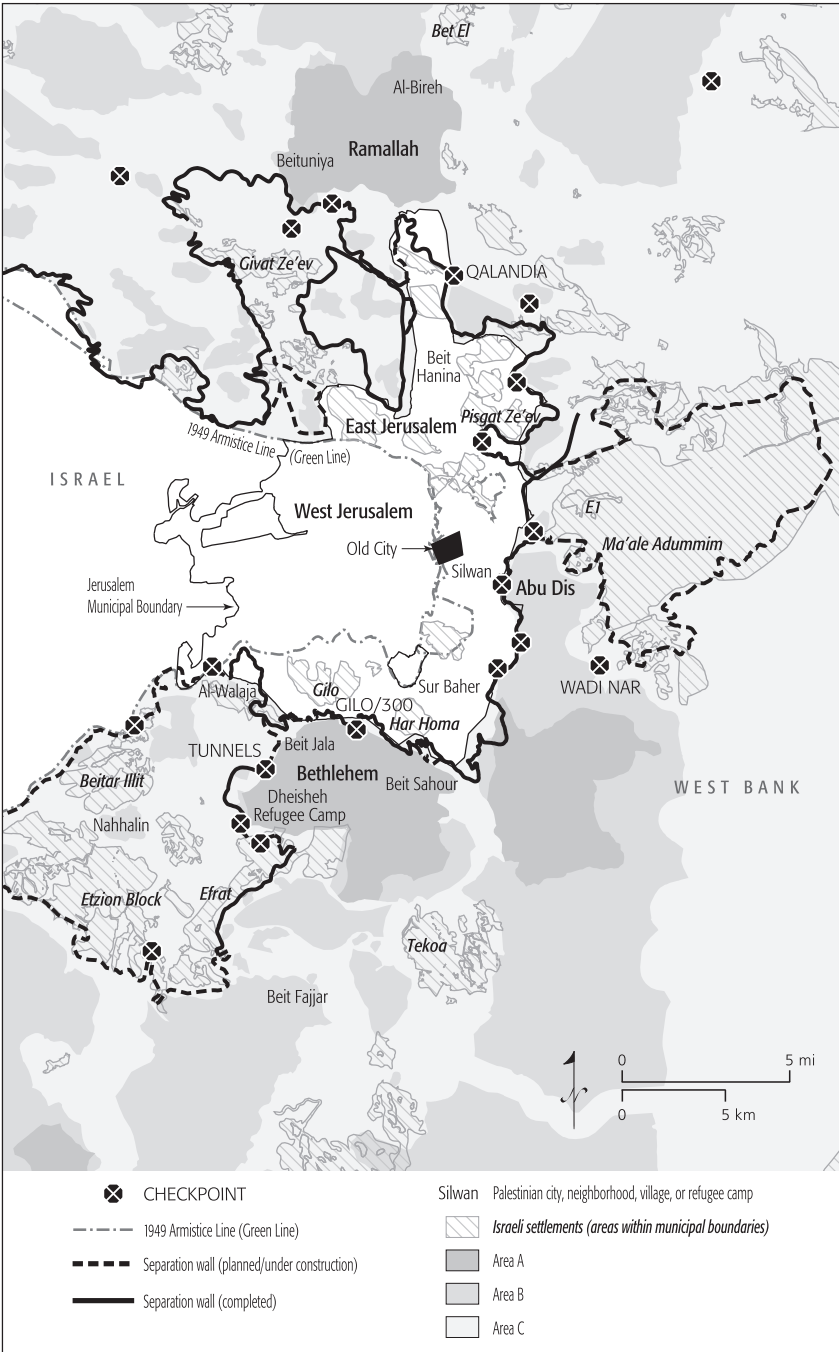 Bet El
Al-Bireh
Ramallah
Beituniya
Givat Ze'ev
QALANDIA
Beit
Hanina
Pisgat Ze'ev
East Jerusalem
1949 Armistice Line
(Green Line)
ISRAEL
West Jerusalem
E1
Ma'ale Adummim
Old City
Silwan
Abu Dis
Jerusalem
Municipal Boundary
Al-Walaja
Gilo
Sur Baher
WADI NAR
GILO/300
Har Homa
TUNNELS
Beit Jala
Beitar Illit
Bethlehem
Beit Sahour
WEST BANK
Dheisheh
Refugee Camp
Nahhalin
Etzion Block
Efrat
Tekoa
Beit Fajjar
N
0 5 mi
0 5 km
CHECKPOINT
1949 Armistice Line (Green Line)
Separation wall (planned/under construction)
Separation wall (completed)
Silwan Palestinian city, neighborhood, village, or refugee camp
Israeli settlements (areas within municipal boundaries)
Area A
Area B
Area C